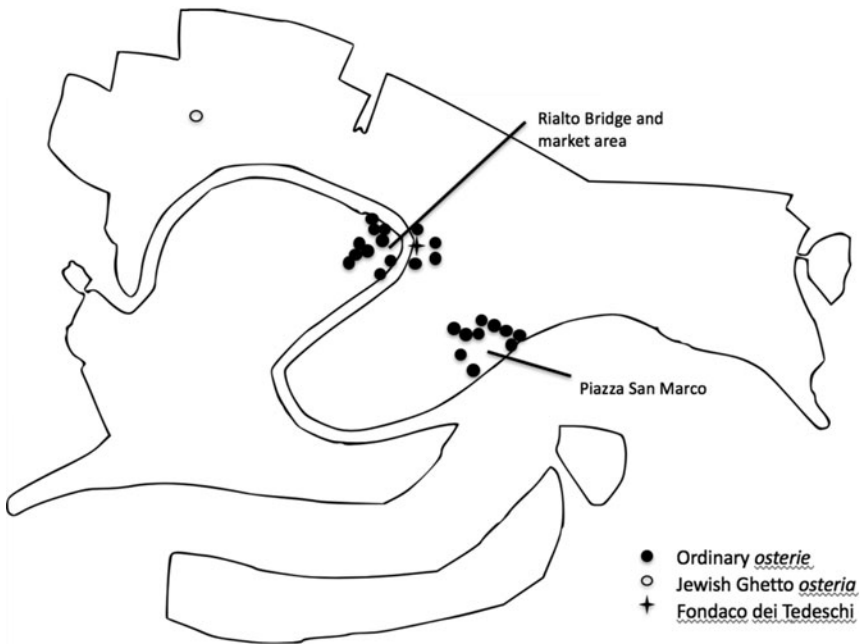 Rialto Bridge and
market area
Piazza San Marco
Ordinary osterie
Jewish Ghetto osteria
Fondaco dei Tedeschi